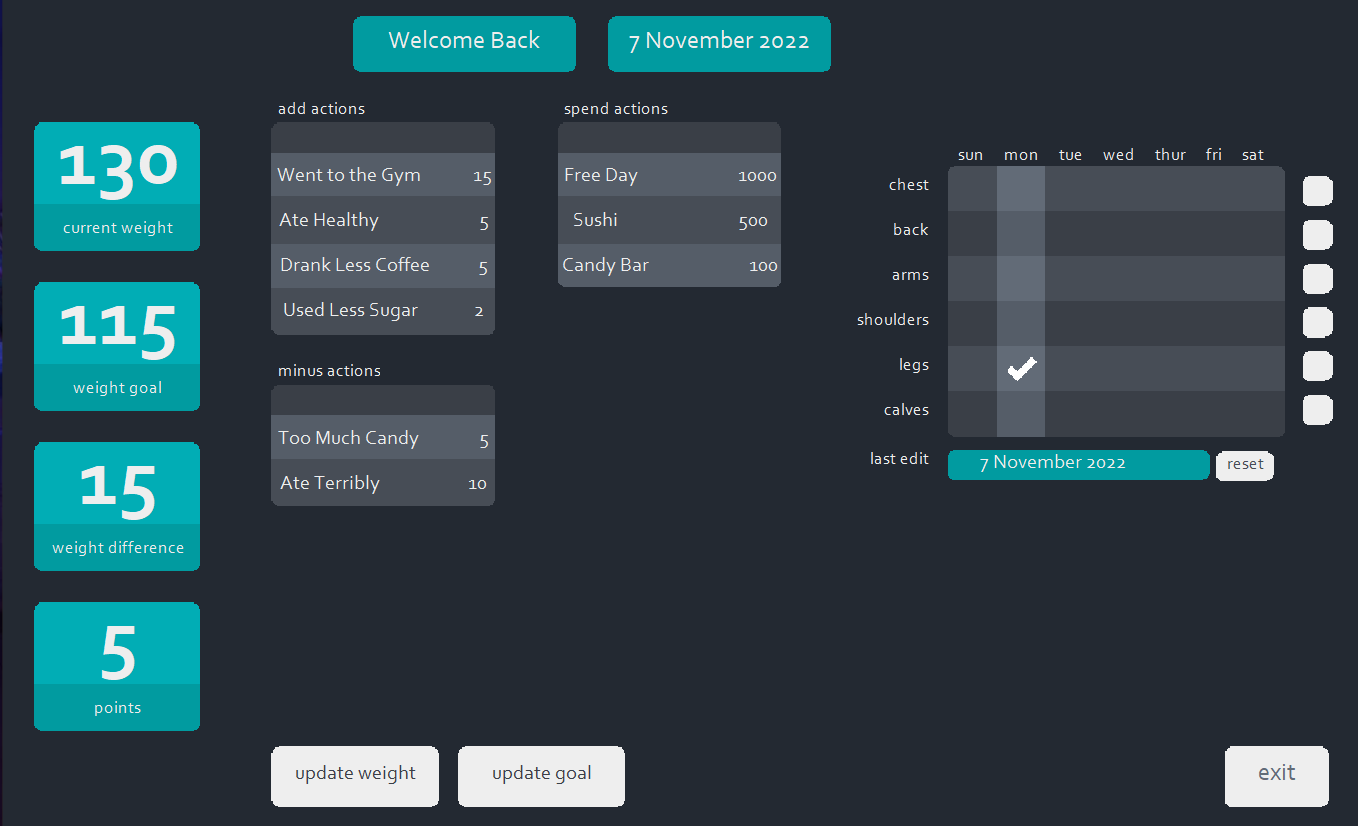 Welcome Back
7 November 2022
130
current weight
115
weight goal
15
weight difference
5
points
add actions
Went to the Gym 15
Ate Healthy 5
Drank Less Coffee 5
Used Less Sugar 2
minus actions
Too Much Candy 5
Ate Terribly 10
spend actions
Free Day 1000
Sushi 500
Candy Bar 100
sun mon tue wed thur fri sat
chest
back
arms
shoulders
legs
calves
last edit 7 November 2022 reset
update weight update goal exit